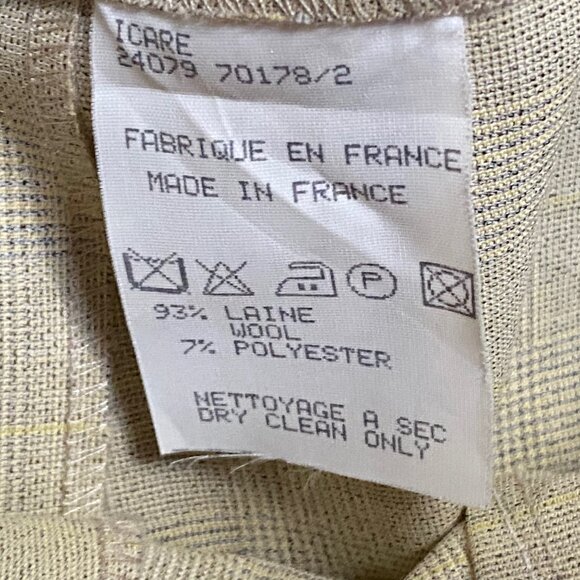 ICARE
24079 70178/2
FABRIQUE EN FRANCE
MADE IN FRANCE
P
93% LAINE
WOOL
7% POLYESTER
NETTOYAGE A SEC
DRY CLEAN ONLY